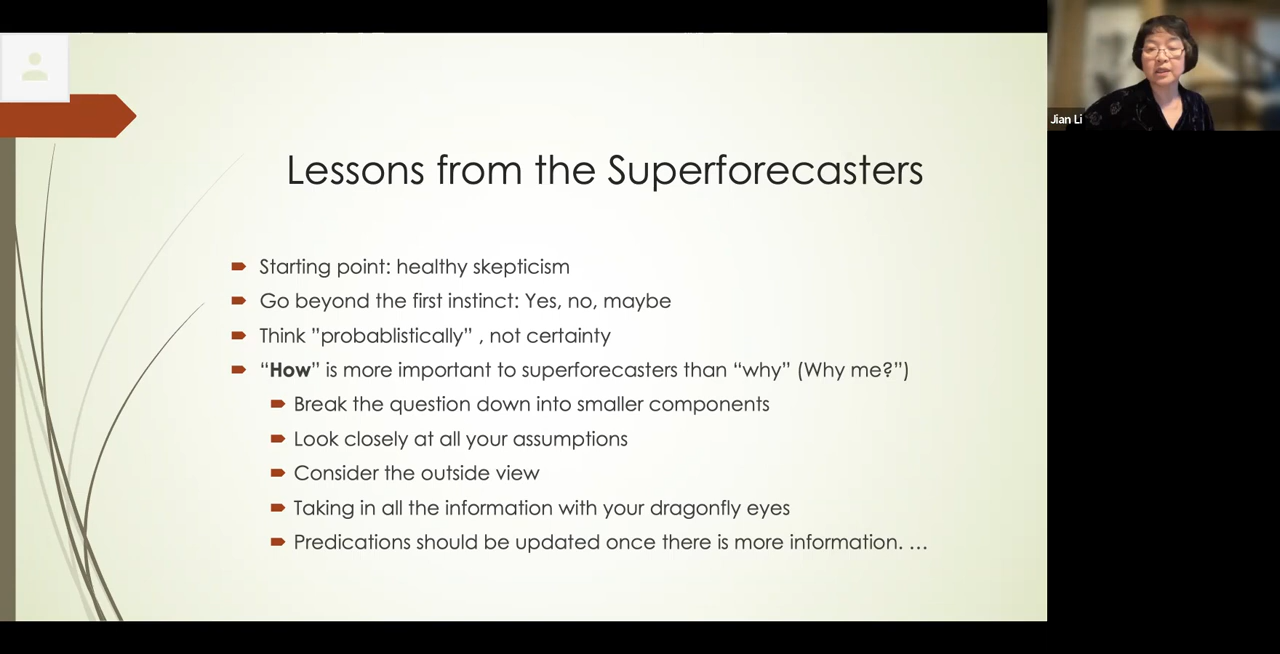 Lessons from the Superforecasters
Starting point: healthy skepticism
Go beyond the first instinct: Yes, no, maybe
Think ”probablistically” , not certainty
“How” is more important to superforecasters than “why” (Why me?”)
Break the question down into smaller components
Look closely at all your assumptions
Consider the outside view
Taking in all the information with your dragonfly eyes
Predications should be updated once there is more information. …
Jian Li